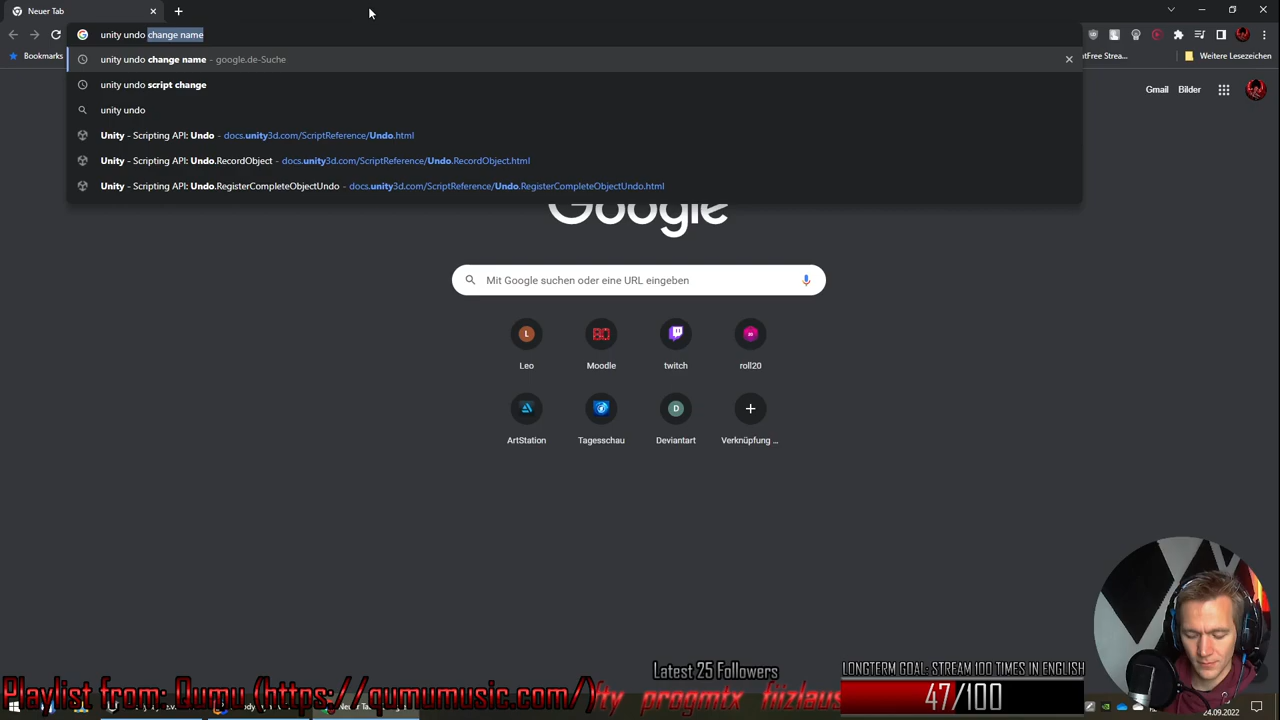 Neuer Tab
unity undo change name
Bookmarks
ntFree Strea...
Weitere Lesezeichen
unity undo change name - google.de-Suche
unity undo script change
unity undo
Unity - Scripting API: Undo - docs.unity3d.com/ScriptReference/Undo.html
Unity - Scripting API: Undo.RecordObject - docs.unity3d.com/ScriptReference/Undo.RecordObject.html
Unity - Scripting API: Undo.RegisterCompleteObjectUndo - docs.unity3d.com/ScriptReference/Undo.RegisterCompleteObjectUndo.html
Gmail Bilder
Google
Mit Google suchen oder eine URL eingeben
L
Leo Moodle twitch roll20
D
ArtStation Tagesschau Deviantart Verknüpfung ...
Latest 25 Followers
LONGTERM GOAL: STREAM 100 TIMES IN ENGLISH
Playlist from: Qumu (https://qumumusic.com/)
fty progmtx fiizlaus
47/100
24.09.2022